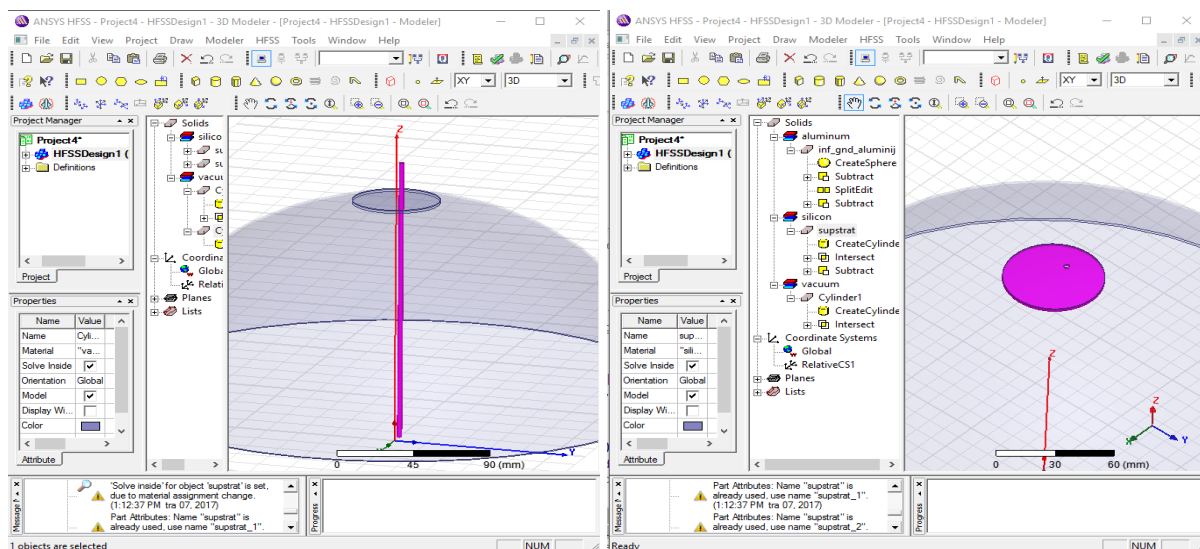 ANSYS HFSS - Project4 - HFSSDesign1 - 3D Modeler - [Project4 - HFSSDesign1 - Modeler]
File Edit View Project Draw Modeler HFSS Tools Window Help
XY 3D
Project Manager
Project4*
HFSSDesign1 (
Definitions
Project
Properties
Name Value
Name Cyli...
Material "va...
Solve Inside
Orientation Global
Model
Display Wi...
Color
Attribute
Solids
silico
su
su
vacuu
C
C
Coordina
Globa
Relati
Planes
Lists
Z
Y
0 45 90 (mm)
Message M
'Solve inside' for object 'supstrat' is set,
due to material assignment change.
(1:12:37 PM tra 07, 2017)
Part Attributes: Name "supstrat" is
already used, use name "supstrat_1".
Progress
1 objects are selected
NUM
ANSYS HFSS - Project4 - HFSSDesign1 - 3D Modeler - [Project4 - HFSSDesign1 - Modeler]
File Edit View Project Draw Modeler HFSS Tools Window Help
XY 3D
Project Manager
Project4*
HFSSDesign1 (
Definitions
Project
Properties
Name Value
Name sup...
Material "sili...
Solve Inside
Orientation Global
Model
Display Wi...
Color
Attribute
Solids
aluminum
inf_gnd_aluminij
CreateSphere
Subtract
SplitEdit
Subtract
silicon
supstrat
CreateCylinde
Intersect
Subtract
vacuum
Cylinder1
CreateCylinde
Intersect
Coordinate Systems
Global
RelativeCS1
Planes
Lists
Z
Z
X
Y
0 30 60 (mm)
Message M
Part Attributes: Name "supstrat" is
already used, use name "supstrat_1".
(1:12:37 PM tra 07, 2017)
Part Attributes: Name "supstrat" is
already used, use name "supstrat_2".
Progress
Ready
NUM